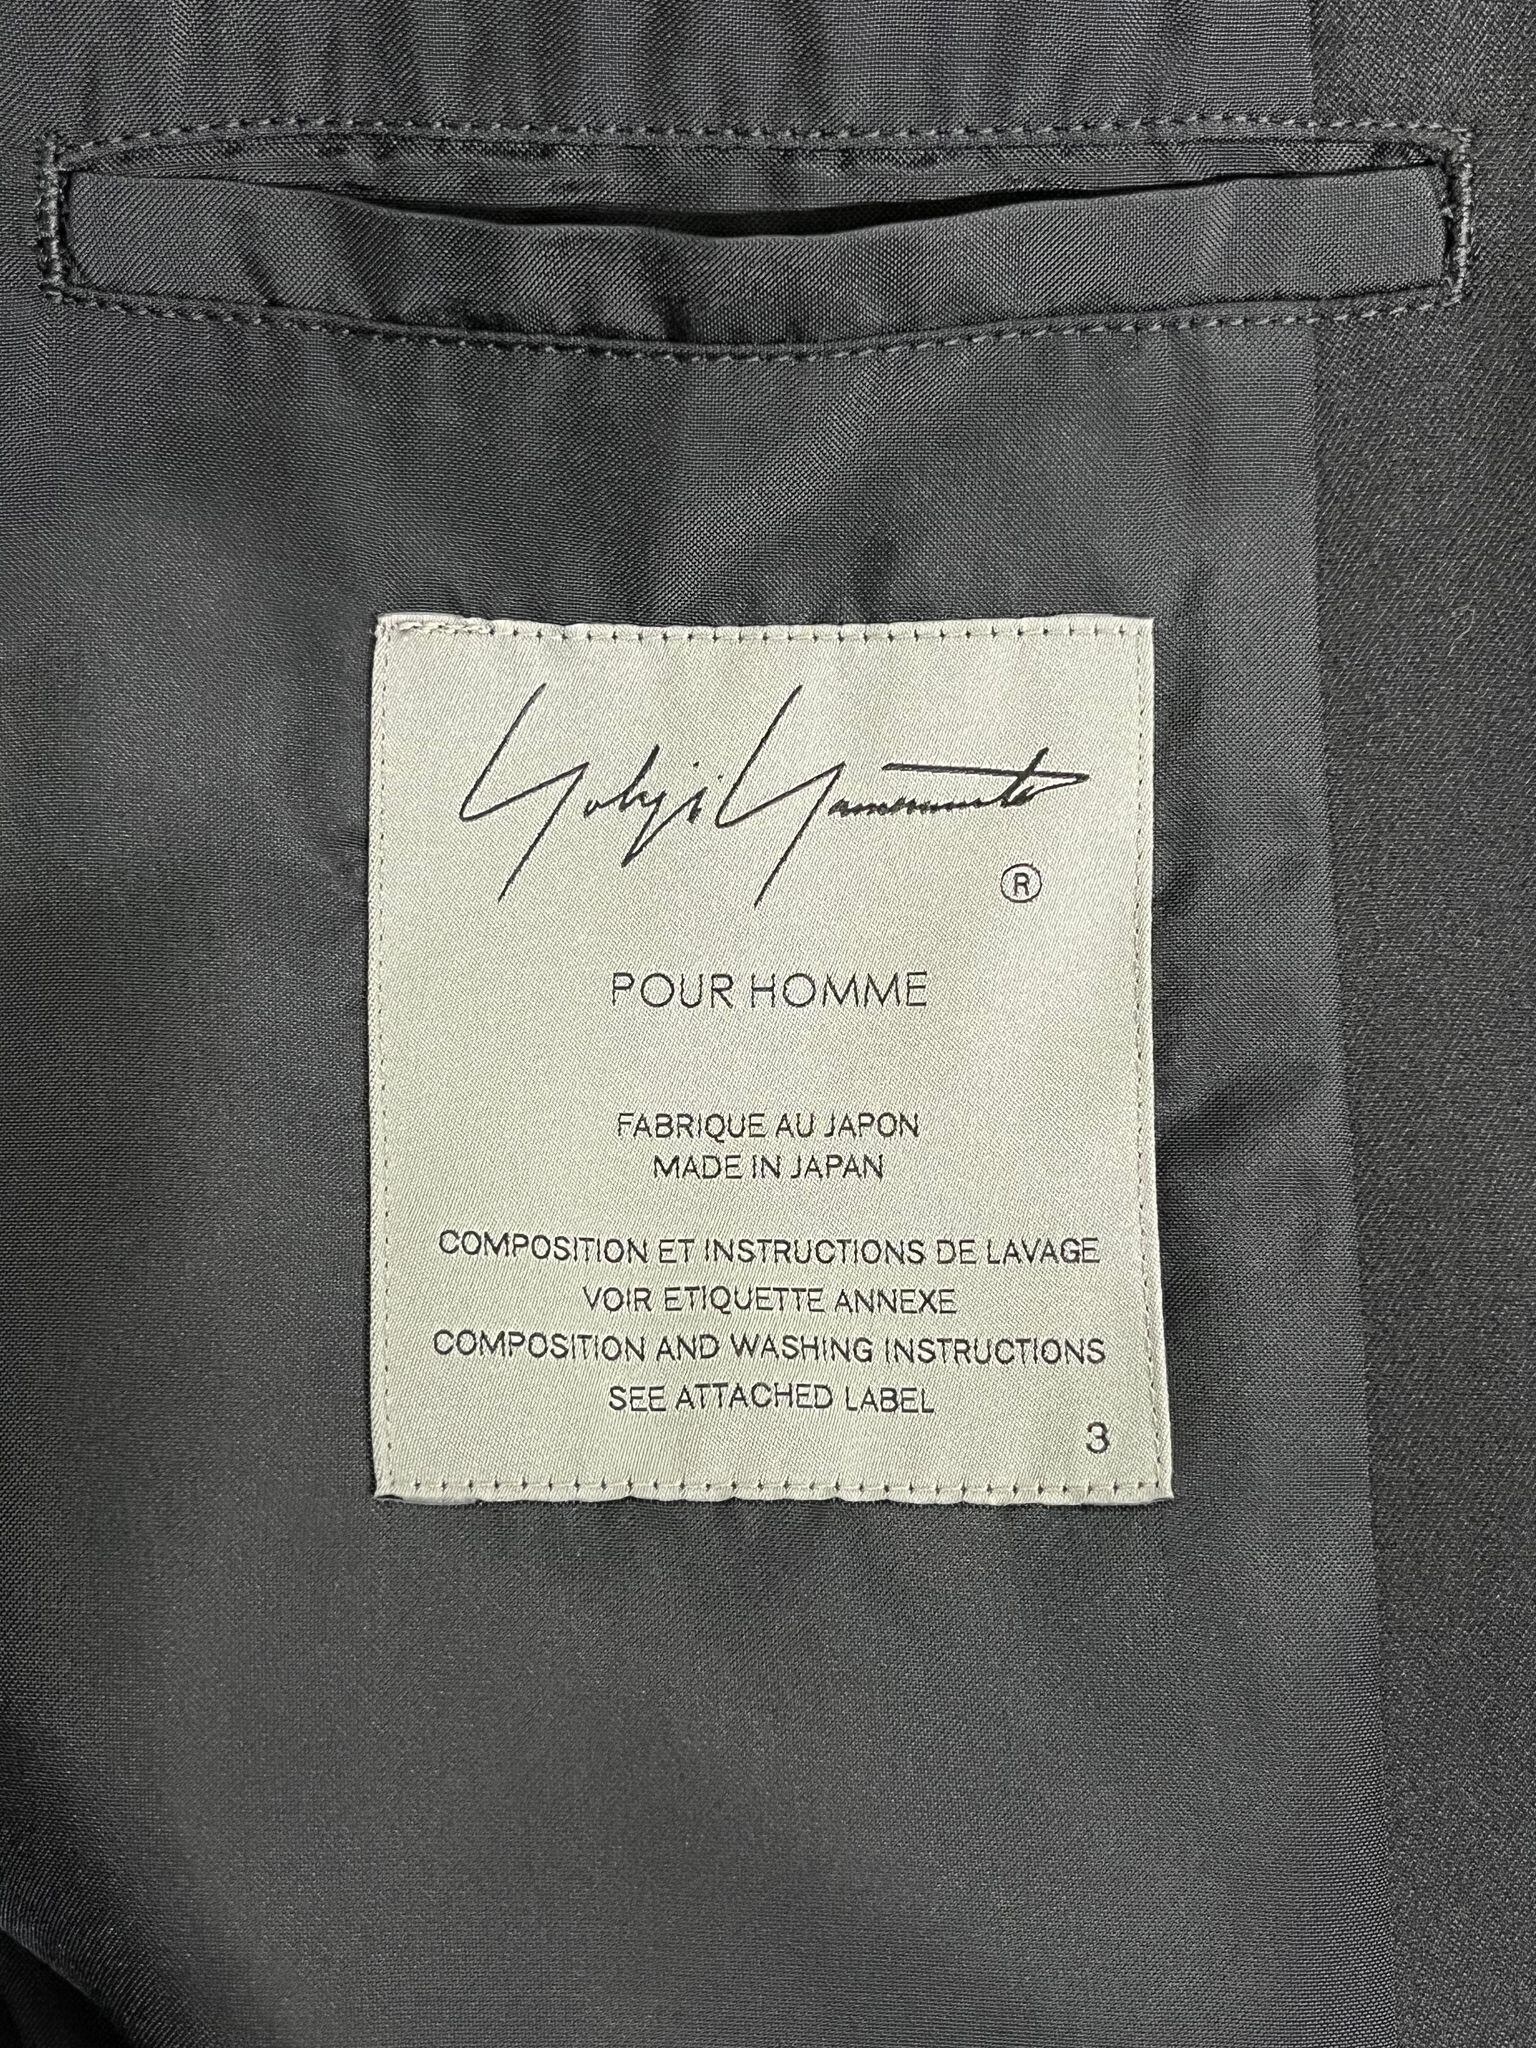 Yohji Yamamoto
®
POUR HOMME
FABRIQUE AU JAPON
MADE IN JAPAN
COMPOSITION ET INSTRUCTIONS DE LAVAGE
VOIR ETIQUETTE ANNEXE
COMPOSITION AND WASHING INSTRUCTIONS
SEE ATTACHED LABEL
3